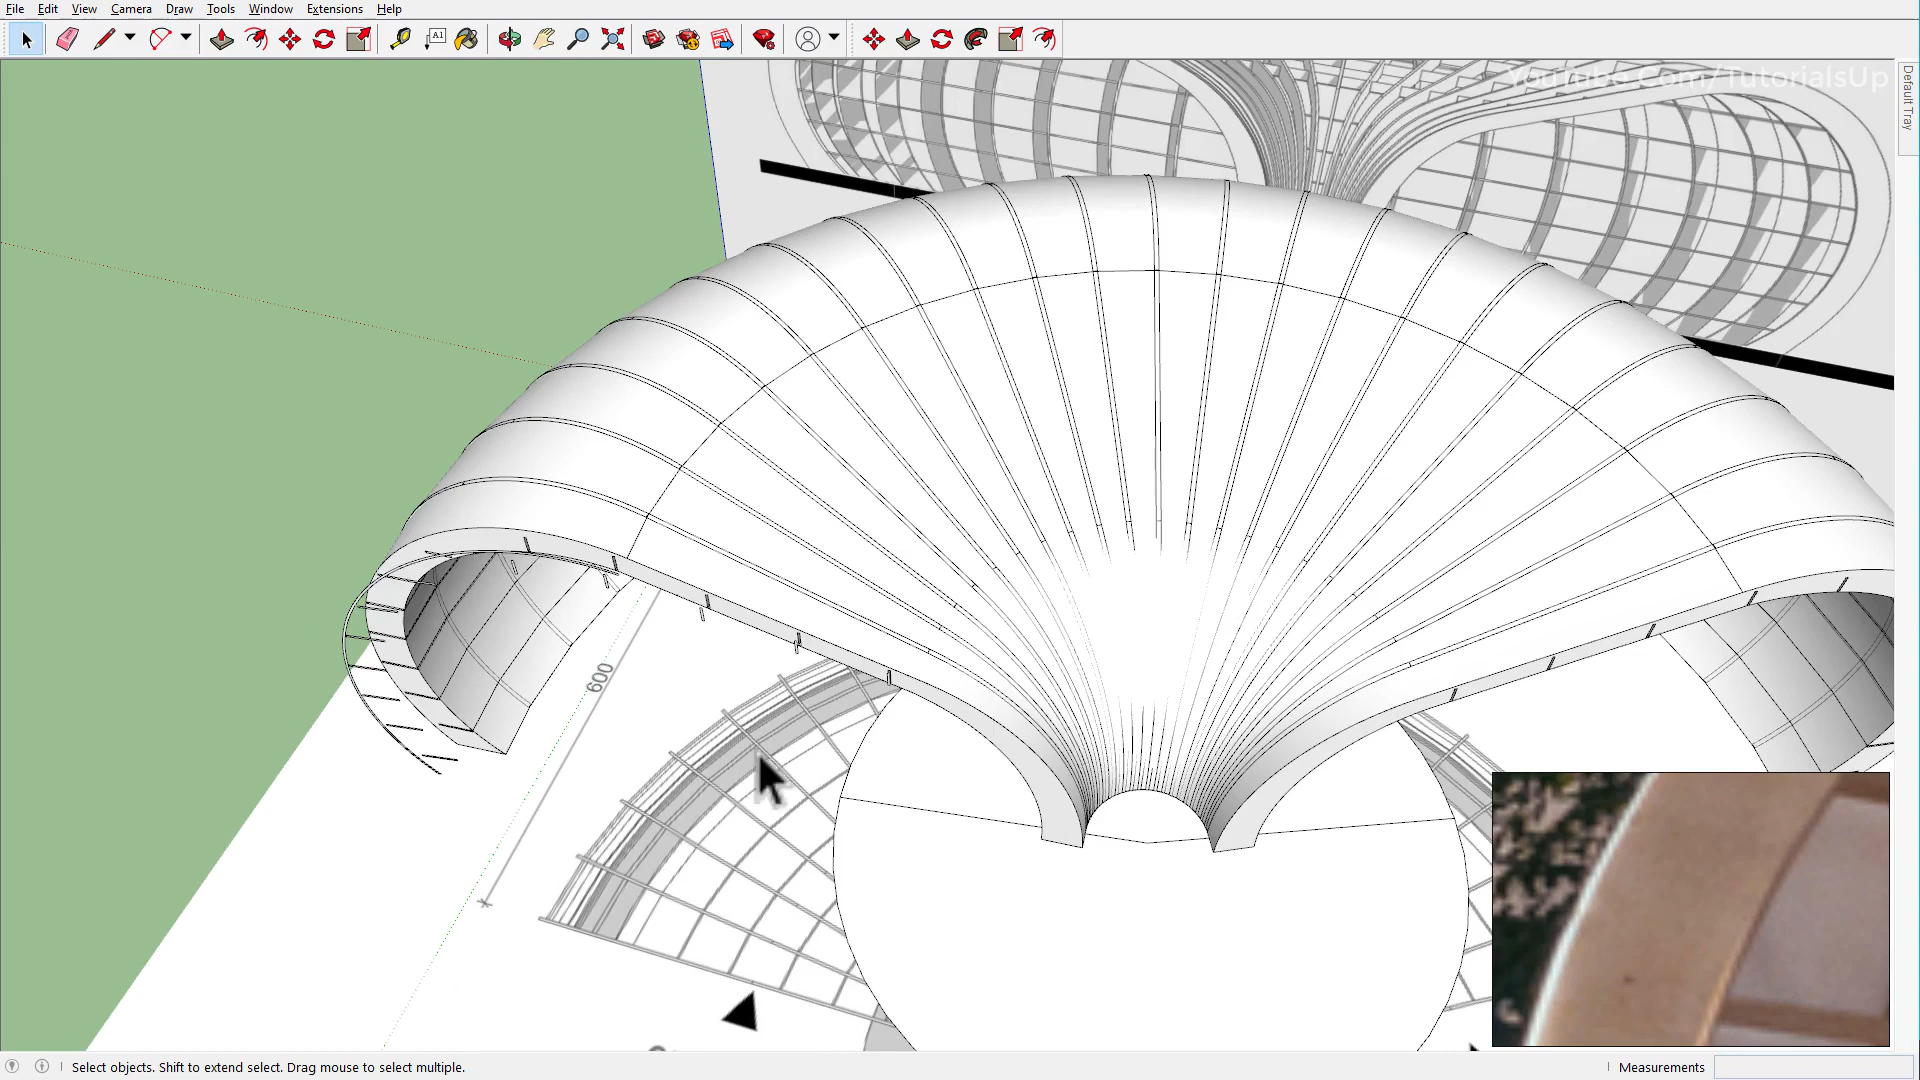 File Edit View Camera Draw Tools Window Extensions Help
A1
YouTube.Com/TutorialsUp
Default Tray
600
Select objects. Shift to extend select. Drag mouse to select multiple.
Measurements